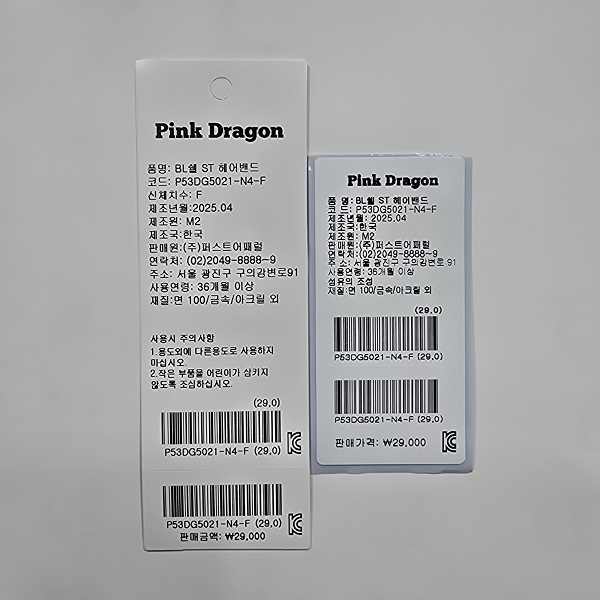 Pink Dragon
품명: BL쉘 ST 헤어밴드
코드: P53DG5021-N4-F
신체치수: F
제조년월:2025.04
제조원: M2
제조국:한국
판매원:(주)퍼스트어패럴
연락처: (02)2049-8888~9
주소: 서울 광진구 구의강변로91
사용연령: 36개월 이상
재질:면 100/금속/아크릴 외
사용시 주의사항
1.용도외에 다른용도로 사용하지
마십시오.
2.작은 부품을 어린이가 삼키지
않도록 조심하십시오.
(29.0)
P53DG5021-N4-F (29.0)
P53DG5021-N4-F (29.0)
판매금액: ₩29,000
Pink Dragon
품 명: BL쉘 ST 헤어밴드
코 드: P53DG5021-N4-F
제조년월:2025.04
제조국:한국
제조원: M2
판매원:(주)퍼스트어패럴
연락처:(02)2049-8888~9
주 소: 서울 광진구 구의강변로 91
사용연령:36개월 이상
섬유의 조성
재질:면 100/금속/아크릴 외
(29.0)
P53DG5021-N4-F (29.0)
P53DG5021-N4-F (29.0)
판매가격: ₩29,000